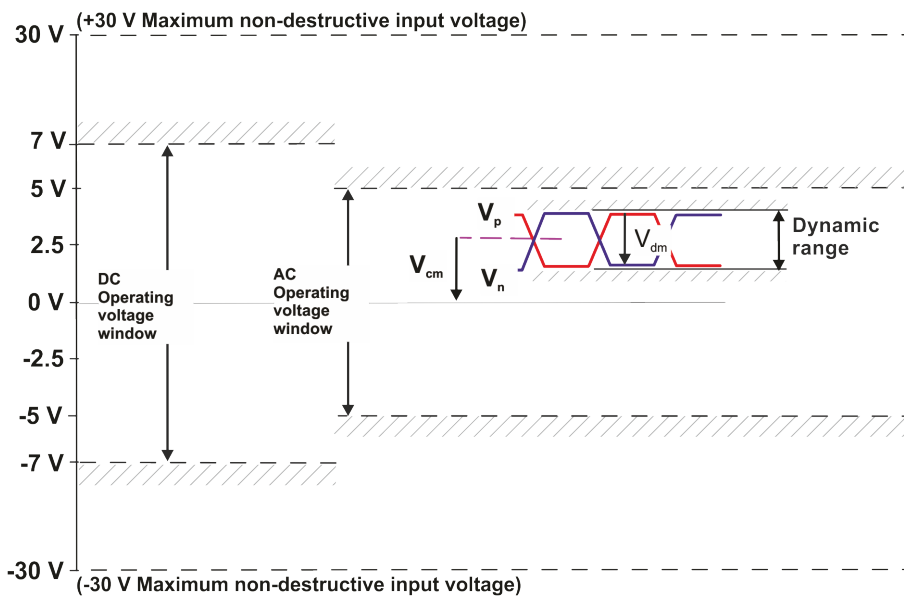 (+30 V Maximum non-destructive input voltage)
30 V
7 V
5 V
2.5
0 V
-2.5
-5 V
-7 V
-30 V
DC
Operating
voltage
window
AC
Operating
voltage
window
Vp
Vcm
Vn
Vdm
Dynamic
range
(-30 V Maximum non-destructive input voltage)